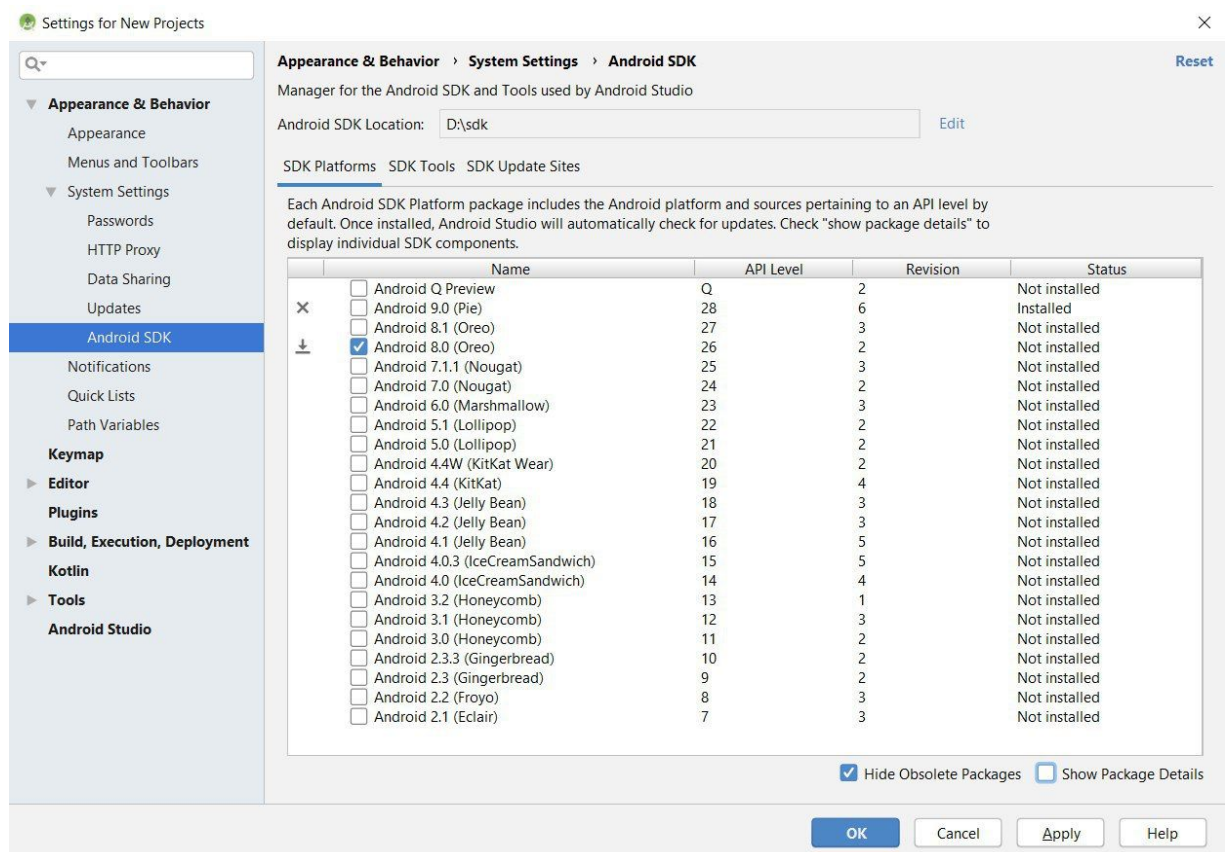 Settings for New Projects
Appearance & Behavior
Appearance
Menus and Toolbars
System Settings
Passwords
HTTP Proxy
Data Sharing
Updates
Android SDK
Notifications
Quick Lists
Path Variables
Keymap
Editor
Plugins
Build, Execution, Deployment
Kotlin
Tools
Android Studio
Appearance & Behavior › System Settings › Android SDK Reset
Manager for the Android SDK and Tools used by Android Studio
Android SDK Location: D:\sdk Edit
SDK Platforms SDK Tools SDK Update Sites
Each Android SDK Platform package includes the Android platform and sources pertaining to an API level by
default. Once installed, Android Studio will automatically check for updates. Check "show package details" to
display individual SDK components.
Name API Level Revision Status
Android Q Preview Q 2 Not installed
Android 9.0 (Pie) 28 6 Installed
Android 8.1 (Oreo) 27 3 Not installed
Android 8.0 (Oreo) 26 2 Not installed
Android 7.1.1 (Nougat) 25 3 Not installed
Android 7.0 (Nougat) 24 2 Not installed
Android 6.0 (Marshmallow) 23 3 Not installed
Android 5.1 (Lollipop) 22 2 Not installed
Android 5.0 (Lollipop) 21 2 Not installed
Android 4.4W (KitKat Wear) 20 2 Not installed
Android 4.4 (KitKat) 19 4 Not installed
Android 4.3 (Jelly Bean) 18 3 Not installed
Android 4.2 (Jelly Bean) 17 3 Not installed
Android 4.1 (Jelly Bean) 16 5 Not installed
Android 4.0.3 (IceCreamSandwich) 15 5 Not installed
Android 4.0 (IceCreamSandwich) 14 4 Not installed
Android 3.2 (Honeycomb) 13 1 Not installed
Android 3.1 (Honeycomb) 12 3 Not installed
Android 3.0 (Honeycomb) 11 2 Not installed
Android 2.3.3 (Gingerbread) 10 2 Not installed
Android 2.3 (Gingerbread) 9 2 Not installed
Android 2.2 (Froyo) 8 3 Not installed
Android 2.1 (Eclair) 7 3 Not installed
Hide Obsolete Packages Show Package Details
OK Cancel Apply Help